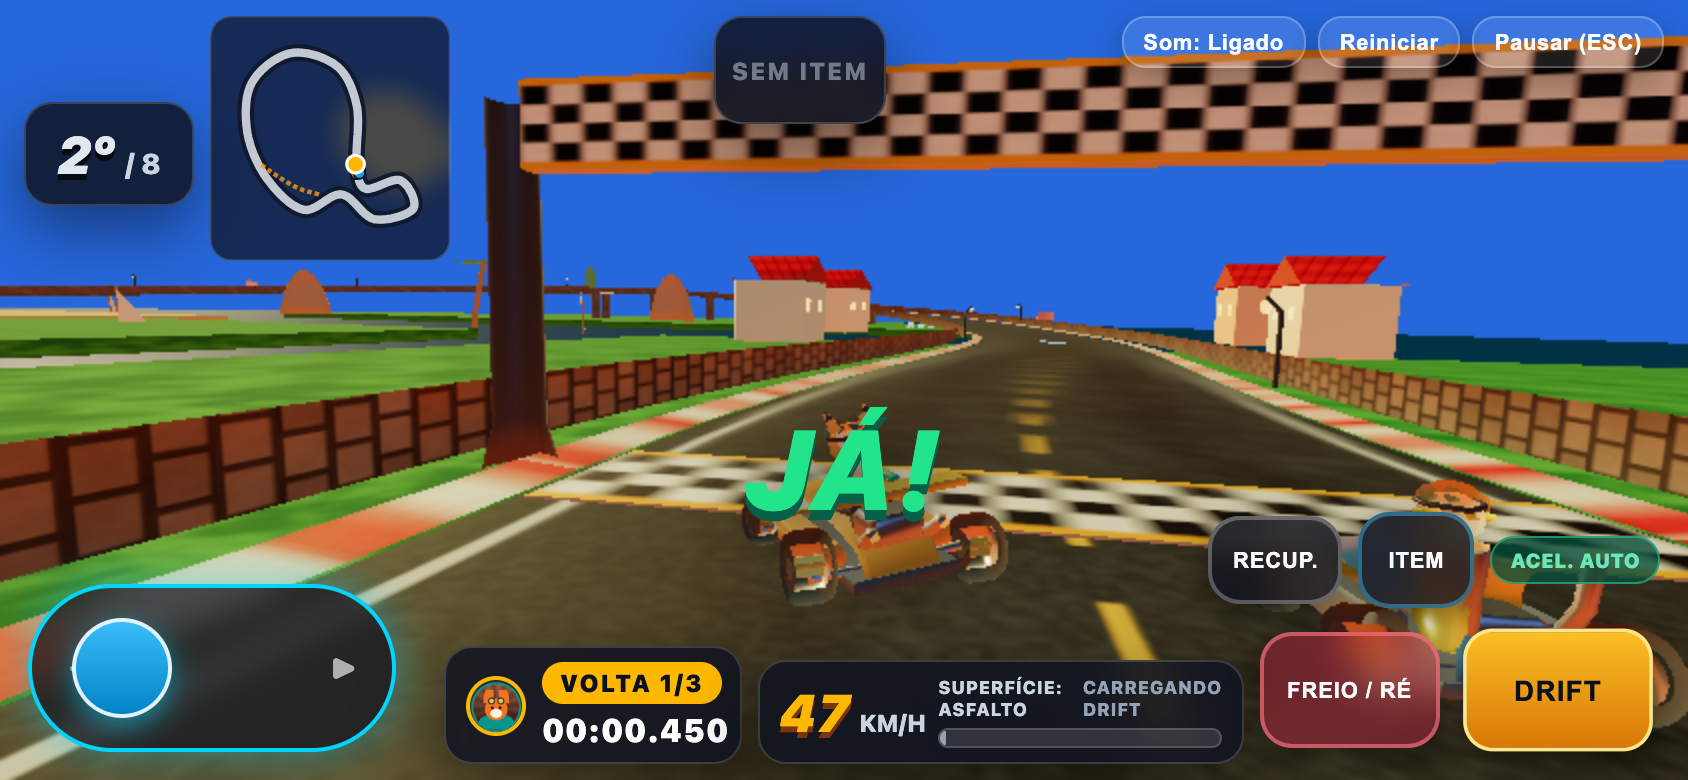 Som: Ligado
Reiniciar
Pausar (ESC)
SEM ITEM
2º / 8
JÁ!
RECUP.
ITEM
ACEL. AUTO
FREIO / RÉ
DRIFT
VOLTA 1/3
00:00.450
47 KM/H
SUPERFÍCIE:
ASFALTO
CARREGANDO
DRIFT